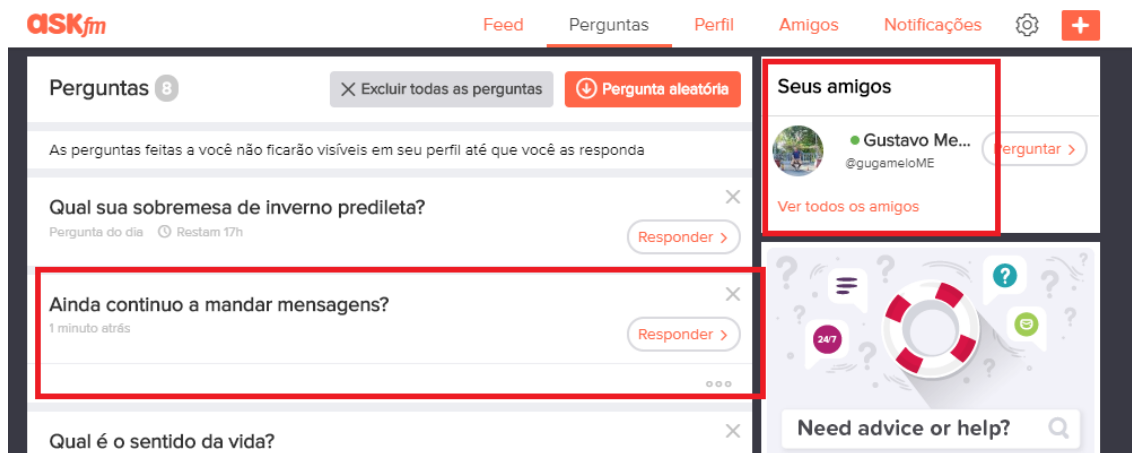 ASKfm
Feed
Perguntas
Perfil
Amigos
Notificações
Perguntas 8
Excluir todas as perguntas
Pergunta aleatória
As perguntas feitas a você não ficarão visíveis em seu perfil até que você as responda
Qual sua sobremesa de inverno predileta?
Pergunta do dia Restam 17h
Responder >
Ainda continuo a mandar mensagens?
1 minuto atrás
Responder >
Qual é o sentido da vida?
Seus amigos
Gustavo Me...
@gugameloME
Perguntar >
Ver todos os amigos
? ? ? ?
24/7
Need advice or help?